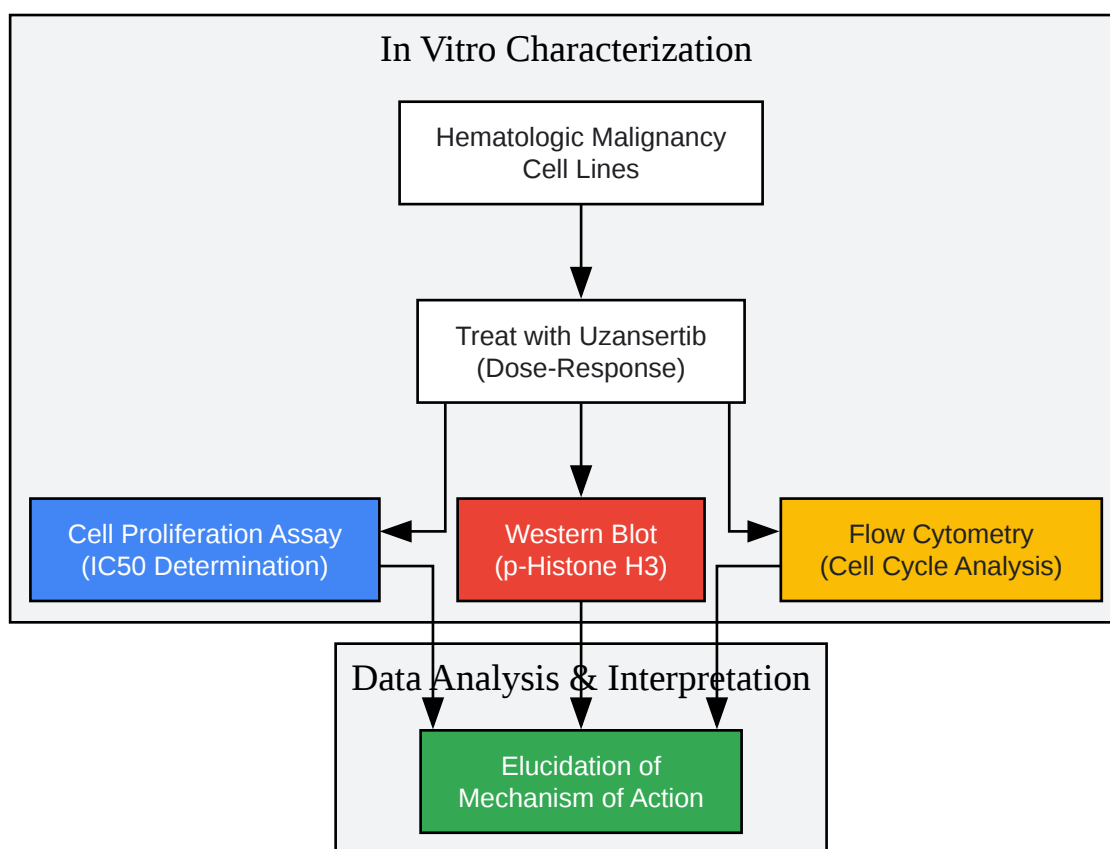 In Vitro Characterization
Hematologic Malignancy
Cell Lines
Treat with Uzansertib
(Dose-Response)
Cell Proliferation Assay
(IC50 Determination)
Western Blot
(p-Histone H3)
Flow Cytometry
(Cell Cycle Analysis)
Data Analysis & Interpretation
Elucidation of
Mechanism of Action